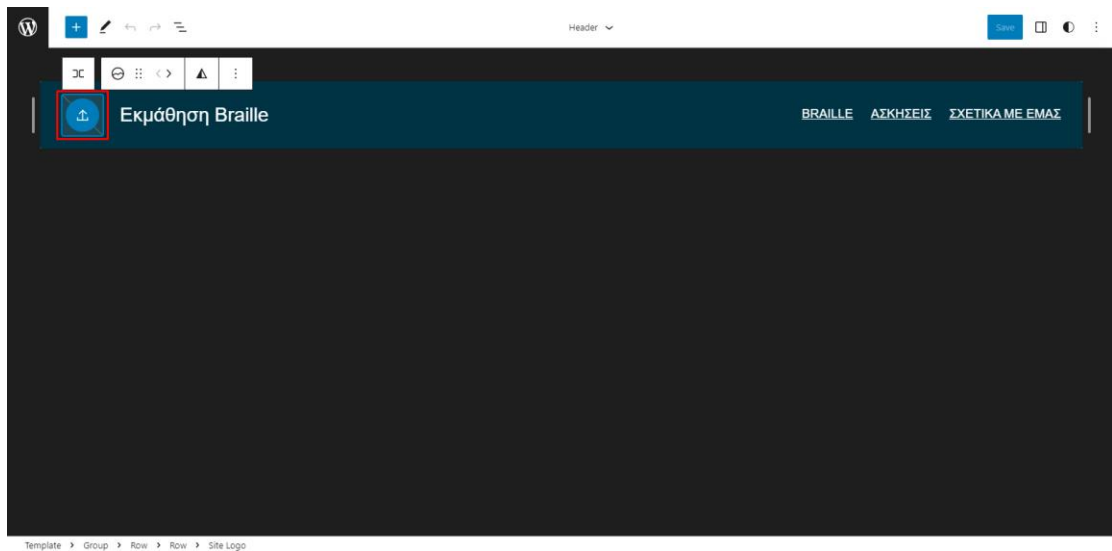 Header
Save
Εκμάθηση Braille
BRAILLE ΑΣΚΗΣΕΙΣ ΣΧΕΤΙΚΑ ΜΕ ΕΜΑΣ
Template > Group > Row > Row > Site Logo